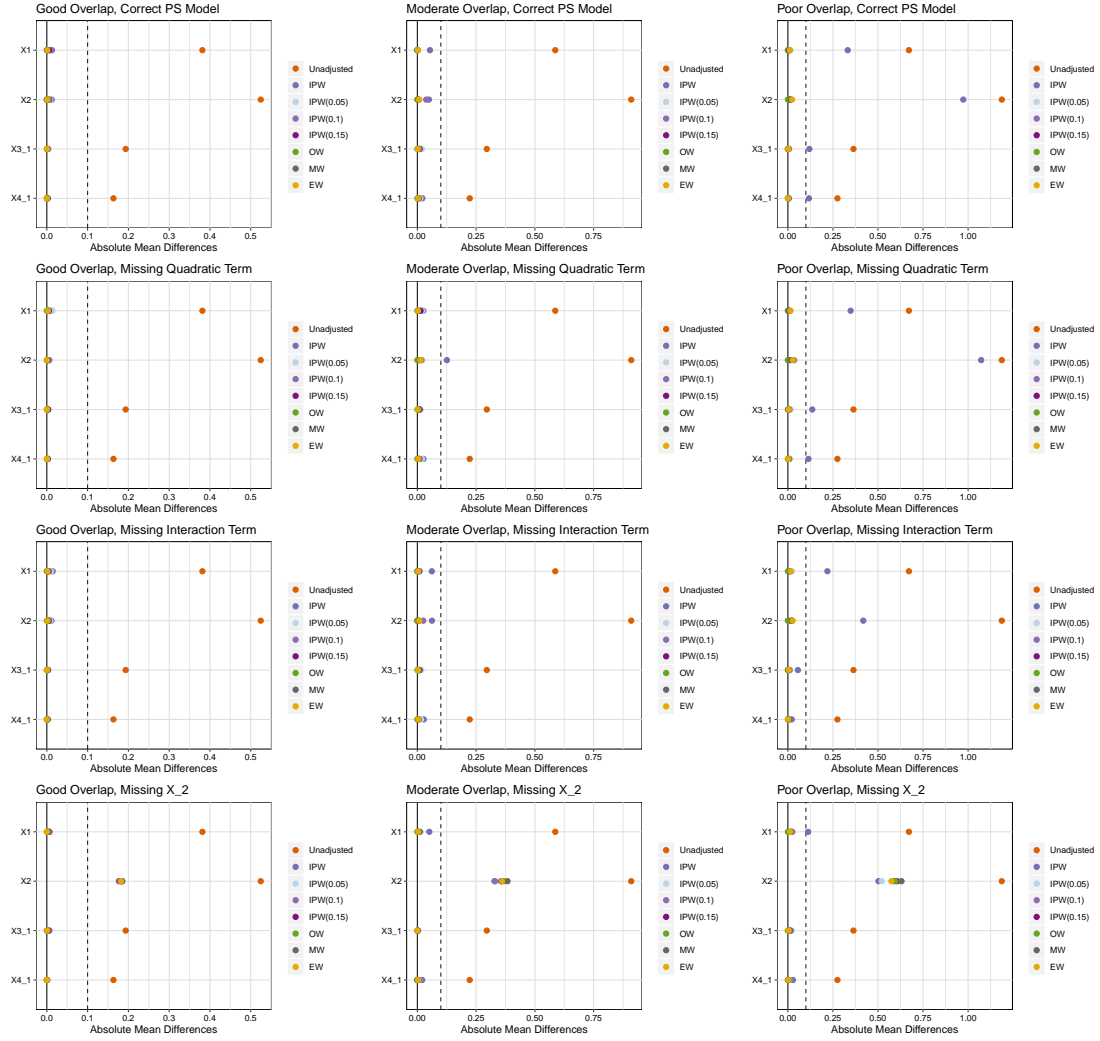 Good Overlap, Correct PS Model
X1
X2
X3_1
X4_1
0.0 0.1 0.2 0.3 0.4 0.5
Absolute Mean Differences
Unadjusted
IPW
IPW(0.05)
IPW(0.1)
IPW(0.15)
OW
MW
EW
Moderate Overlap, Correct PS Model
X1
X2
X3_1
X4_1
0.00 0.25 0.50 0.75
Absolute Mean Differences
Unadjusted
IPW
IPW(0.05)
IPW(0.1)
IPW(0.15)
OW
MW
EW
Poor Overlap, Correct PS Model
X1
X2
X3_1
X4_1
0.00 0.25 0.50 0.75 1.00
Absolute Mean Differences
Unadjusted
IPW
IPW(0.05)
IPW(0.1)
IPW(0.15)
OW
MW
EW
Good Overlap, Missing Quadratic Term
X1
X2
X3_1
X4_1
0.0 0.1 0.2 0.3 0.4 0.5
Absolute Mean Differences
Unadjusted
IPW
IPW(0.05)
IPW(0.1)
IPW(0.15)
OW
MW
EW
Moderate Overlap, Missing Quadratic Term
X1
X2
X3_1
X4_1
0.00 0.25 0.50 0.75
Absolute Mean Differences
Unadjusted
IPW
IPW(0.05)
IPW(0.1)
IPW(0.15)
OW
MW
EW
Poor Overlap, Missing Quadratic Term
X1
X2
X3_1
X4_1
0.00 0.25 0.50 0.75 1.00
Absolute Mean Differences
Unadjusted
IPW
IPW(0.05)
IPW(0.1)
IPW(0.15)
OW
MW
EW
Good Overlap, Missing Interaction Term
X1
X2
X3_1
X4_1
0.0 0.1 0.2 0.3 0.4 0.5
Absolute Mean Differences
Unadjusted
IPW
IPW(0.05)
IPW(0.1)
IPW(0.15)
OW
MW
EW
Moderate Overlap, Missing Interaction Term
X1
X2
X3_1
X4_1
0.00 0.25 0.50 0.75
Absolute Mean Differences
Unadjusted
IPW
IPW(0.05)
IPW(0.1)
IPW(0.15)
OW
MW
EW
Poor Overlap, Missing Interaction Term
X1
X2
X3_1
X4_1
0.00 0.25 0.50 0.75 1.00
Absolute Mean Differences
Unadjusted
IPW
IPW(0.05)
IPW(0.1)
IPW(0.15)
OW
MW
EW
Good Overlap, Missing X_2
X1
X2
X3_1
X4_1
0.0 0.1 0.2 0.3 0.4 0.5
Absolute Mean Differences
Unadjusted
IPW
IPW(0.05)
IPW(0.1)
IPW(0.15)
OW
MW
EW
Moderate Overlap, Missing X_2
X1
X2
X3_1
X4_1
0.00 0.25 0.50 0.75
Absolute Mean Differences
Unadjusted
IPW
IPW(0.05)
IPW(0.1)
IPW(0.15)
OW
MW
EW
Poor Overlap, Missing X_2
X1
X2
X3_1
X4_1
0.00 0.25 0.50 0.75 1.00
Absolute Mean Differences
Unadjusted
IPW
IPW(0.05)
IPW(0.1)
IPW(0.15)
OW
MW
EW